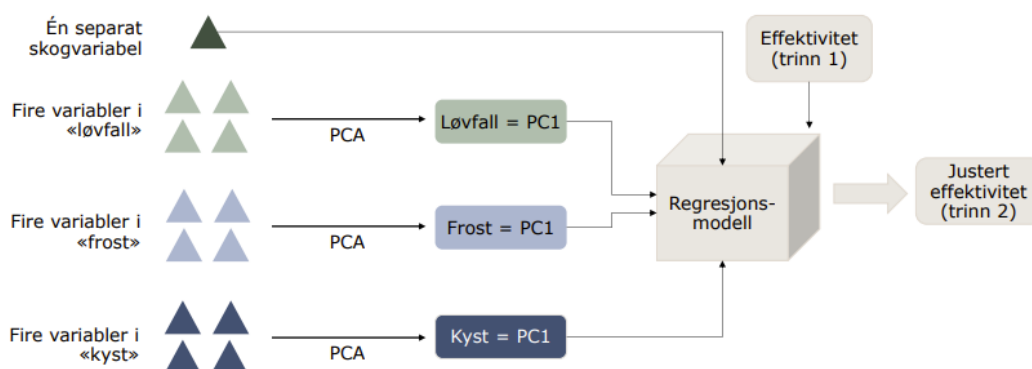 Én separat
skogvariabel
Effektivitet
(trinn 1)
Fire variabler i
«løvfall»
PCA
Løvfall = PC1
Regresjons-
modell
Justert
effektivitet
(trinn 2)
Fire variabler i
«frost»
PCA
Frost = PC1
Fire variabler i
«kyst»
PCA
Kyst = PC1